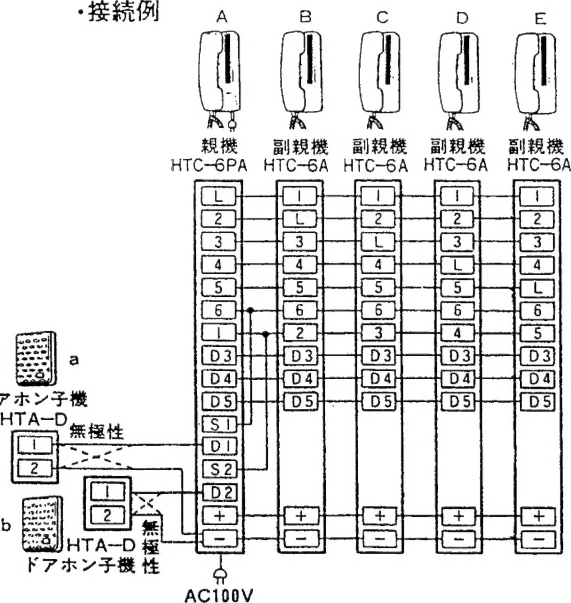 ・接続例
A B C D E
親機 副親機 副親機 副親機 副親機
HTC-6PA HTC-6A HTC-6A HTC-6A HTC-6A
L 1 1 1 1
2 L 2 2 2
3 3 L 3 3
4 4 4 L 4
5 5 5 5 L
6 6 6 6 6
1 2 3 4 5
D3 D3 D3 D3 D3
D4 D4 D4 D4 D4
D5 D5 D5 D5 D5
S1
D1
S2
D2
+ + + + +
- - - - -
AC100V
a
アホン子機
HTA-D
無極性
1
2
b
1
2
HTA-D
ドアホン子機
無極性